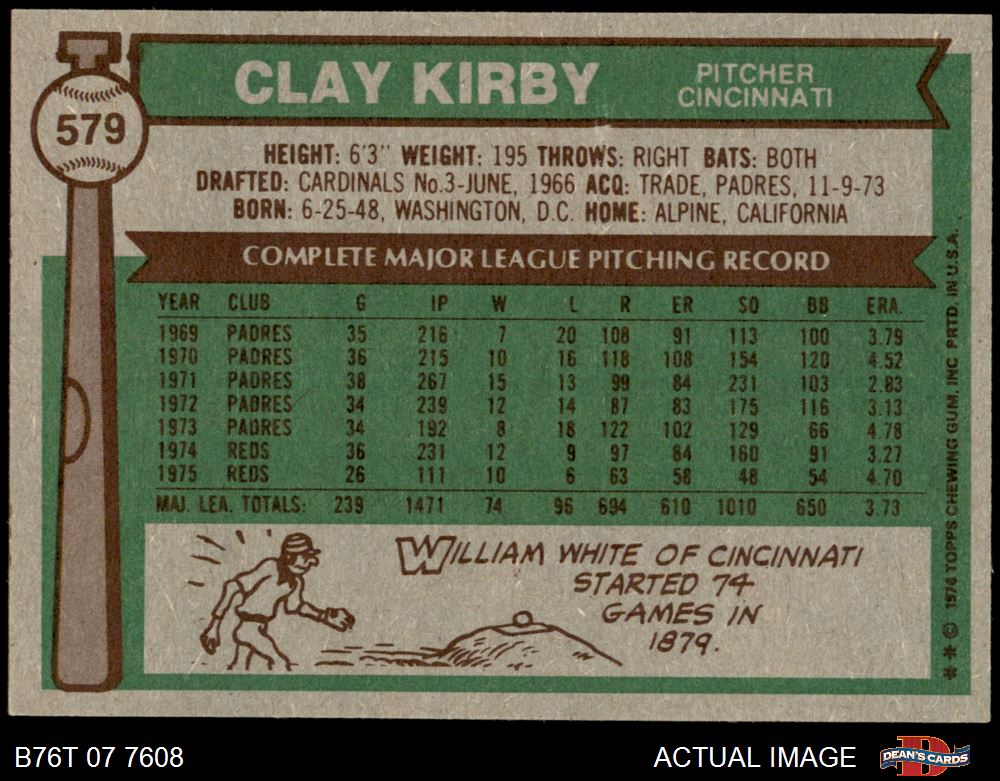 579
CLAY KIRBY
PITCHER
CINCINNATI
HEIGHT: 6'3" WEIGHT: 195 THROWS: RIGHT BATS: BOTH
DRAFTED: CARDINALS No.3-JUNE, 1966 ACQ: TRADE, PADRES, 11-9-73
BORN: 6-25-48, WASHINGTON, D.C. HOME: ALPINE, CALIFORNIA
COMPLETE MAJOR LEAGUE PITCHING RECORD
YEAR CLUB G IP W L R ER SO BB ERA.
1969 PADRES 35 216 7 20 108 91 113 100 3.79
1970 PADRES 36 215 10 16 118 108 154 120 4.52
1971 PADRES 38 267 15 13 99 84 231 103 2.83
1972 PADRES 34 239 12 14 87 83 175 116 3.13
1973 PADRES 34 192 8 18 122 102 129 66 4.78
1974 REDS 36 231 12 9 97 84 160 91 3.27
1975 REDS 26 111 10 6 63 58 48 54 4.70
MAJ. LEA. TOTALS: 239 1471 74 96 694 610 1010 650 3.73
WILLIAM WHITE OF CINCINNATI
STARTED 74
GAMES IN
1879.
** © 1976 TOPPS CHEWING GUM, INC PRTD. IN U.S.A.
B76T 07 7608
ACTUAL IMAGE
DEAN'S CARDS